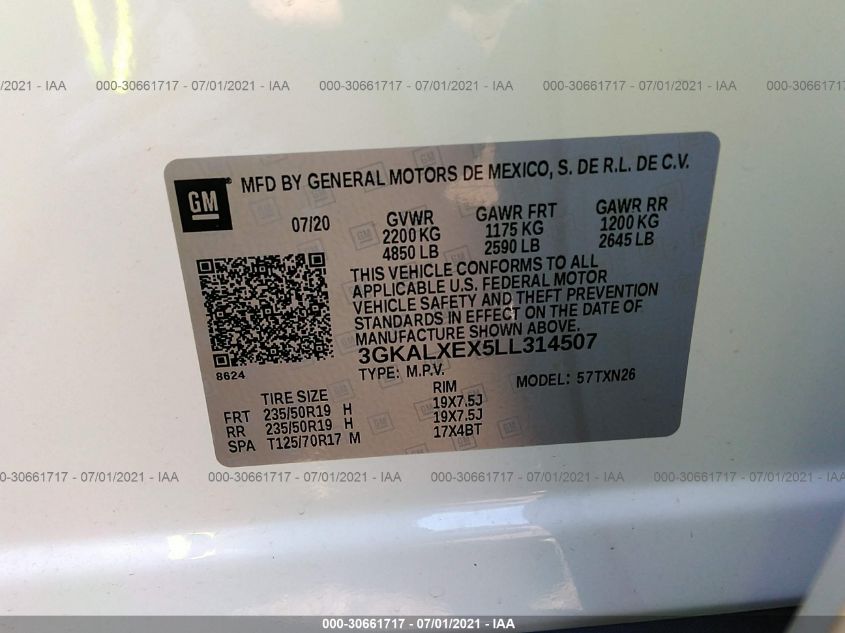 /2021 - IAA 000-30661717 - 07/01/2021 - IAA 000-30661717 - 07/01/2021 - IAA 000-30661717 - 07/01/2021 - IAA 000-3066171
GM ® MFD BY GENERAL MOTORS DE MEXICO, S. DE R.L. DE C.V.
07/20 GVWR GAWR FRT GAWR RR
2200 KG 1175 KG 1200 KG
4850 LB 2590 LB 2645 LB
THIS VEHICLE CONFORMS TO ALL
APPLICABLE U.S. FEDERAL MOTOR
VEHICLE SAFETY AND THEFT PREVENTION
STANDARDS IN EFFECT ON THE DATE OF
MANUFACTURE SHOWN ABOVE.
8624 3GKALXEX5LL314507
TYPE: M.P.V. MODEL: 57TXN26
TIRE SIZE RIM
FRT 235/50R19 H 19X7.5J
RR 235/50R19 H 19X7.5J
SPA T125/70R17 M 17X4BT
0-30661717 - 07/01/2021 - IAA 000-30661717 - 07/01/2021 - IAA 000-30661717 - 07/01/2021 - IAA 000-30661717 - 07/01/
000-30661717 - 07/01/2021 - IAA